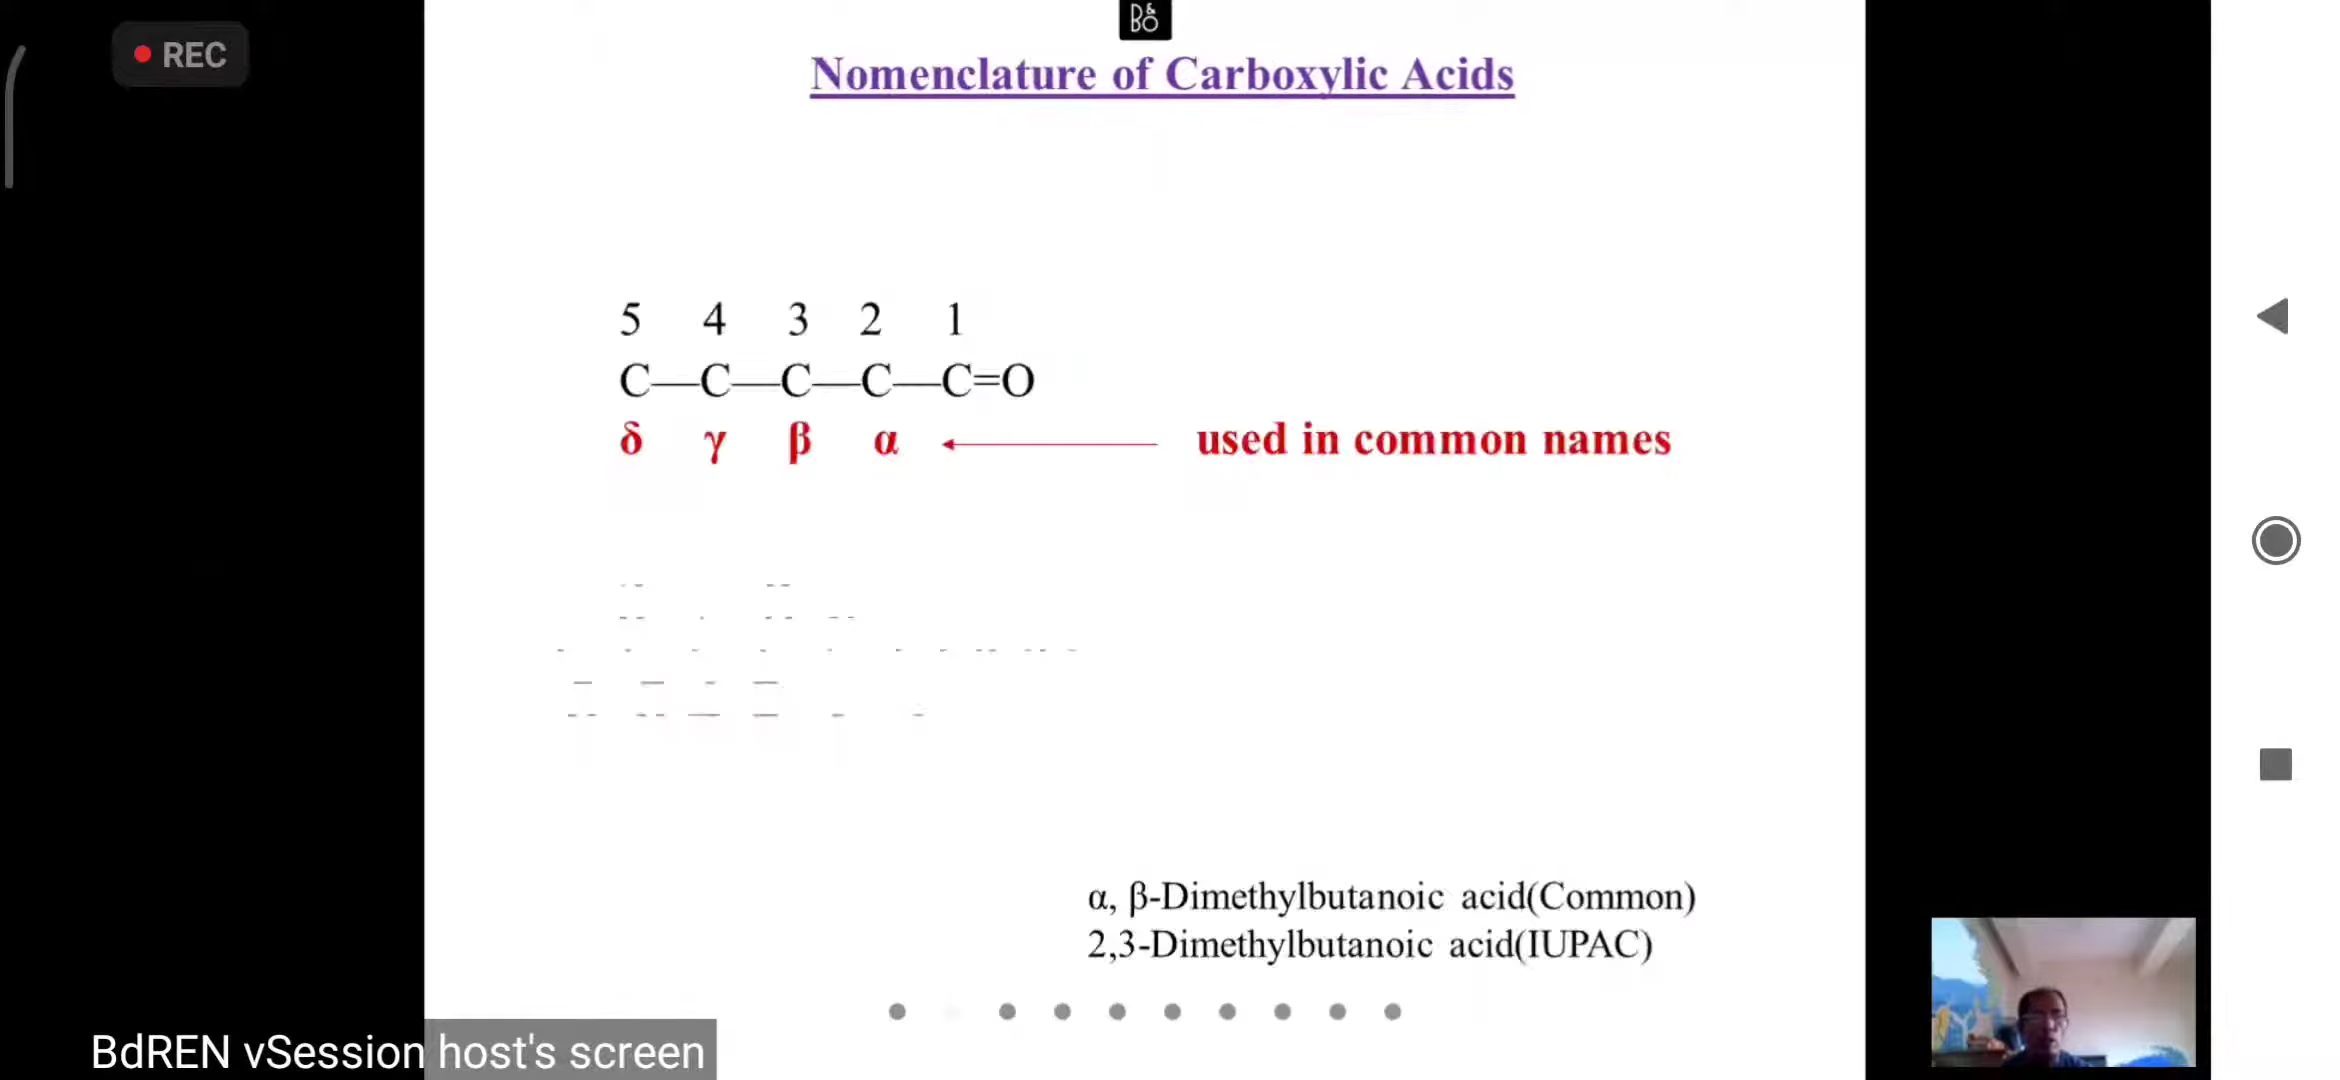 B&O
REC
Nomenclature of Carboxylic Acids
5 4 3 2 1
C—C—C—C—C=O
δ γ β α used in common names
α, β-Dimethylbutanoic acid(Common)
2,3-Dimethylbutanoic acid(IUPAC)
BdREN vSession host's screen